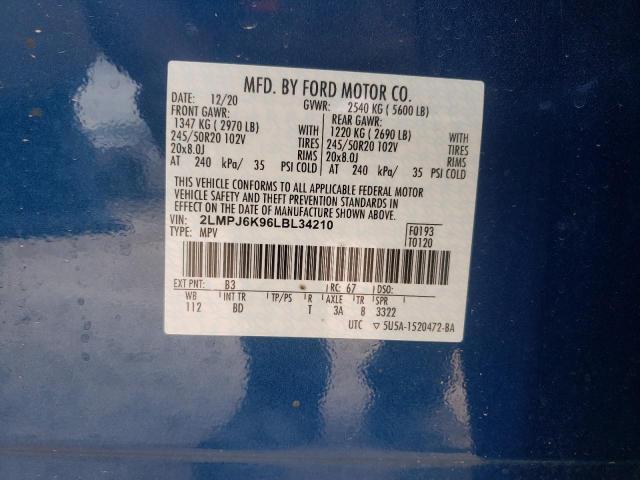 MFD. BY FORD MOTOR CO.
DATE: 12/20 GVWR: 2540 KG ( 5600 LB)
FRONT GAWR: REAR GAWR:
1347 KG ( 2970 LB) WITH 1220 KG ( 2690 LB) WITH
245/50R20 102V TIRES 245/50R20 102V TIRES
20x8.0J RIMS 20x8.0J RIMS
AT 240 kPa/ 35 PSI COLD AT 240 kPa/ 35 PSI COLD
THIS VEHICLE CONFORMS TO ALL APPLICABLE FEDERAL MOTOR
VEHICLE SAFETY AND THEFT PREVENTION STANDARDS IN
EFFECT ON THE DATE OF MANUFACTURE SHOWN ABOVE.
VIN: 2LMPJ6K96LBL34210 F0193
TYPE: MPV T0120
EXT PNT: B3 RC: 67 DSO:
WB INT TR TP/PS R AXLE TR SPR
112 BD T 3A 8 3322
UTC ▽ 5U5A-1520472-BA